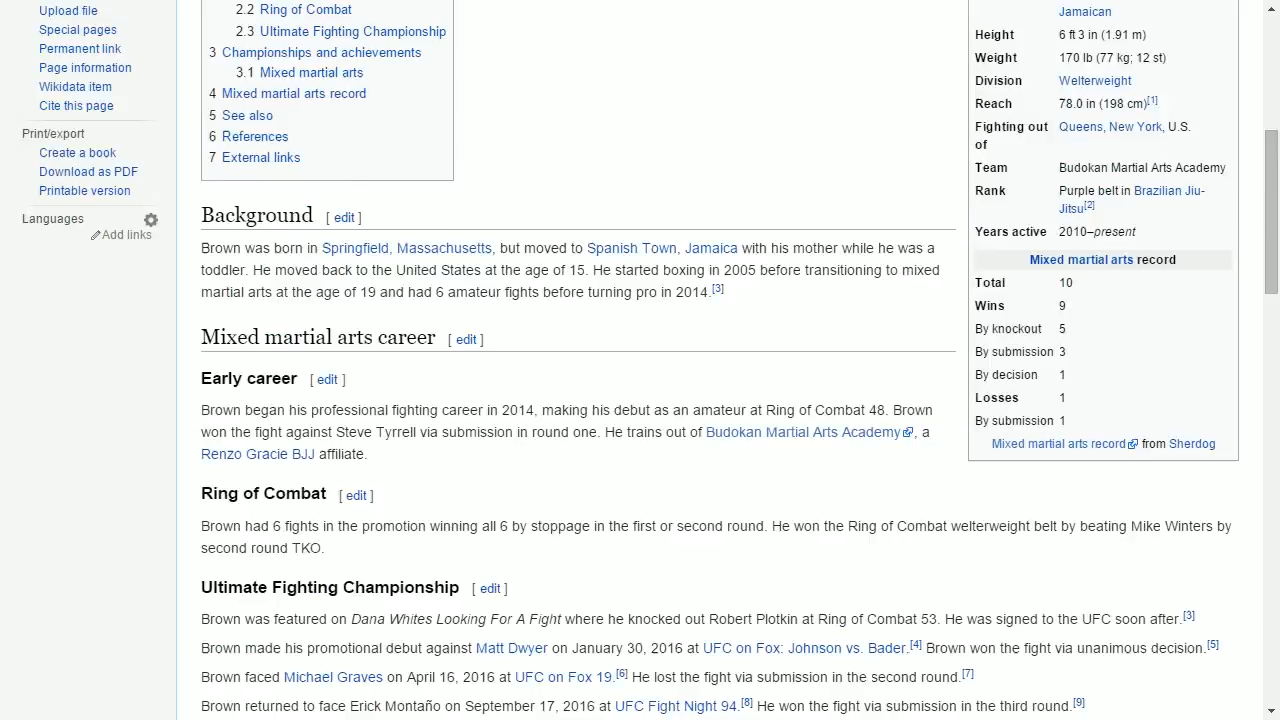 Upload file
Special pages
Permanent link
Page information
Wikidata item
Cite this page
Print/export
Create a book
Download as PDF
Printable version
Languages
Add links
2.2 Ring of Combat
2.3 Ultimate Fighting Championship
3 Championships and achievements
3.1 Mixed martial arts
4 Mixed martial arts record
5 See also
6 References
7 External links
Background [ edit ]
Brown was born in Springfield, Massachusetts, but moved to Spanish Town, Jamaica with his mother while he was a
toddler. He moved back to the United States at the age of 15. He started boxing in 2005 before transitioning to mixed
martial arts at the age of 19 and had 6 amateur fights before turning pro in 2014.[3]
Mixed martial arts career [ edit ]
Early career [ edit ]
Brown began his professional fighting career in 2014, making his debut as an amateur at Ring of Combat 48. Brown
won the fight against Steve Tyrrell via submission in round one. He trains out of Budokan Martial Arts Academy, a
Renzo Gracie BJJ affiliate.
Ring of Combat [ edit ]
Brown had 6 fights in the promotion winning all 6 by stoppage in the first or second round. He won the Ring of Combat welterweight belt by beating Mike Winters by
second round TKO.
Ultimate Fighting Championship [ edit ]
Brown was featured on Dana Whites Looking For A Fight where he knocked out Robert Plotkin at Ring of Combat 53. He was signed to the UFC soon after.[3]
Brown made his promotional debut against Matt Dwyer on January 30, 2016 at UFC on Fox: Johnson vs. Bader.[4] Brown won the fight via unanimous decision.[5]
Brown faced Michael Graves on April 16, 2016 at UFC on Fox 19.[6] He lost the fight via submission in the second round.[7]
Brown returned to face Erick Montaño on September 17, 2016 at UFC Fight Night 94.[8] He won the fight via submission in the third round.[9]
Jamaican
Height 6 ft 3 in (1.91 m)
Weight 170 lb (77 kg; 12 st)
Division Welterweight
Reach 78.0 in (198 cm)[1]
Fighting out Queens, New York, U.S.
of
Team Budokan Martial Arts Academy
Rank Purple belt in Brazilian Jiu-
Jitsu[2]
Years active 2010–present
Mixed martial arts record
Total 10
Wins 9
By knockout 5
By submission 3
By decision 1
Losses 1
By submission 1
Mixed martial arts record from Sherdog